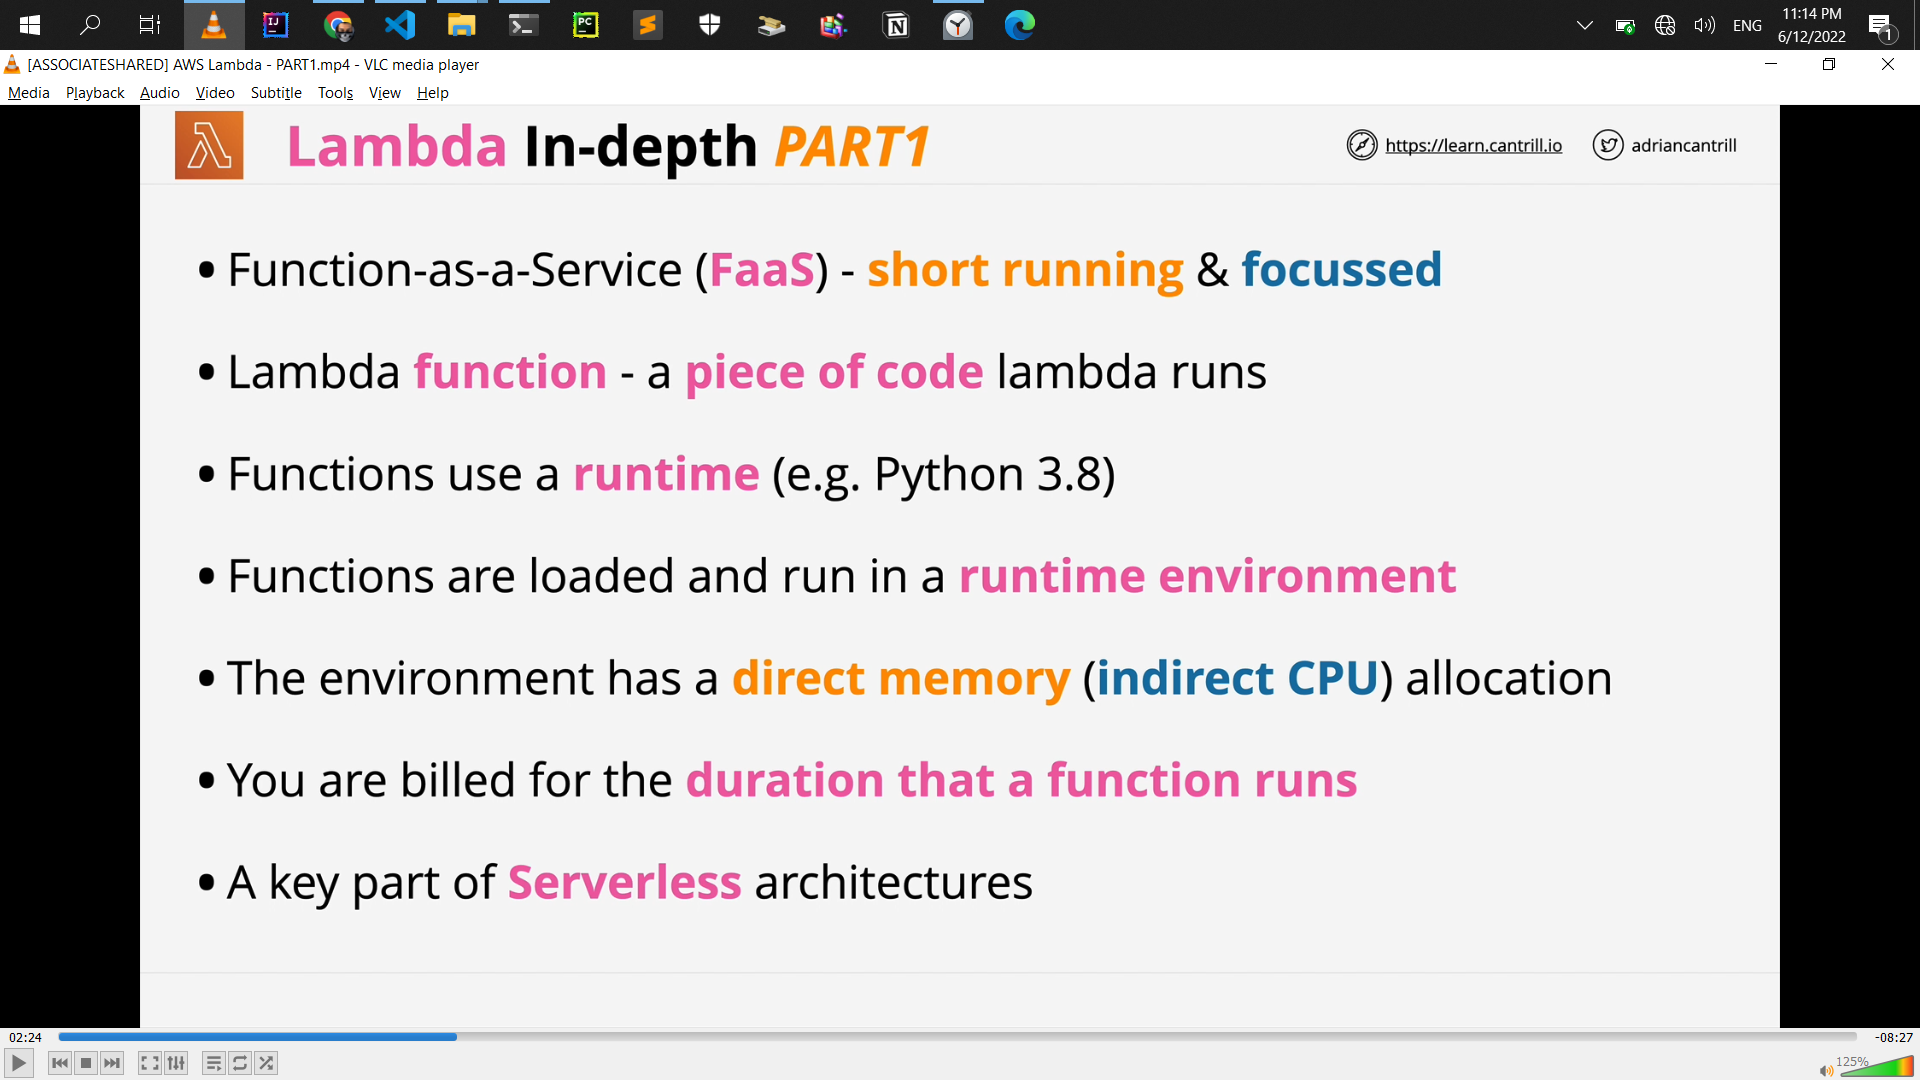 ENG
11:14 PM
6/12/2022
1
[ASSOCIATESHARED] AWS Lambda - PART1.mp4 - VLC media player
Media Playback Audio Video Subtitle Tools View Help
Lambda In-depth PART1
https://learn.cantrill.io
adriancantrill
• Function-as-a-Service (FaaS) - short running & focussed
• Lambda function - a piece of code lambda runs
• Functions use a runtime (e.g. Python 3.8)
• Functions are loaded and run in a runtime environment
• The environment has a direct memory (indirect CPU) allocation
• You are billed for the duration that a function runs
• A key part of Serverless architectures
02:24
-08:27
125%